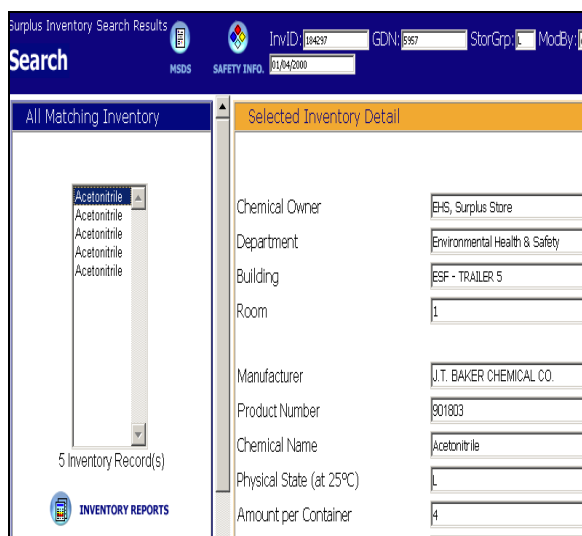 Surplus Inventory Search Results
Search
MSDS
SAFETY INFO.
InvID: 184297 GDN: 5957 StorGrp: L ModBy:
01/04/2000
All Matching Inventory
Acetonitrile
Acetonitrile
Acetonitrile
Acetonitrile
Acetonitrile
5 Inventory Record(s)
INVENTORY REPORTS
Selected Inventory Detail
Chemical Owner EHS, Surplus Store
Department Environmental Health & Safety
Building ESF - TRAILER 5
Room 1
Manufacturer J.T. BAKER CHEMICAL CO.
Product Number 901803
Chemical Name Acetonitrile
Physical State (at 25ºC) L
Amount per Container 4